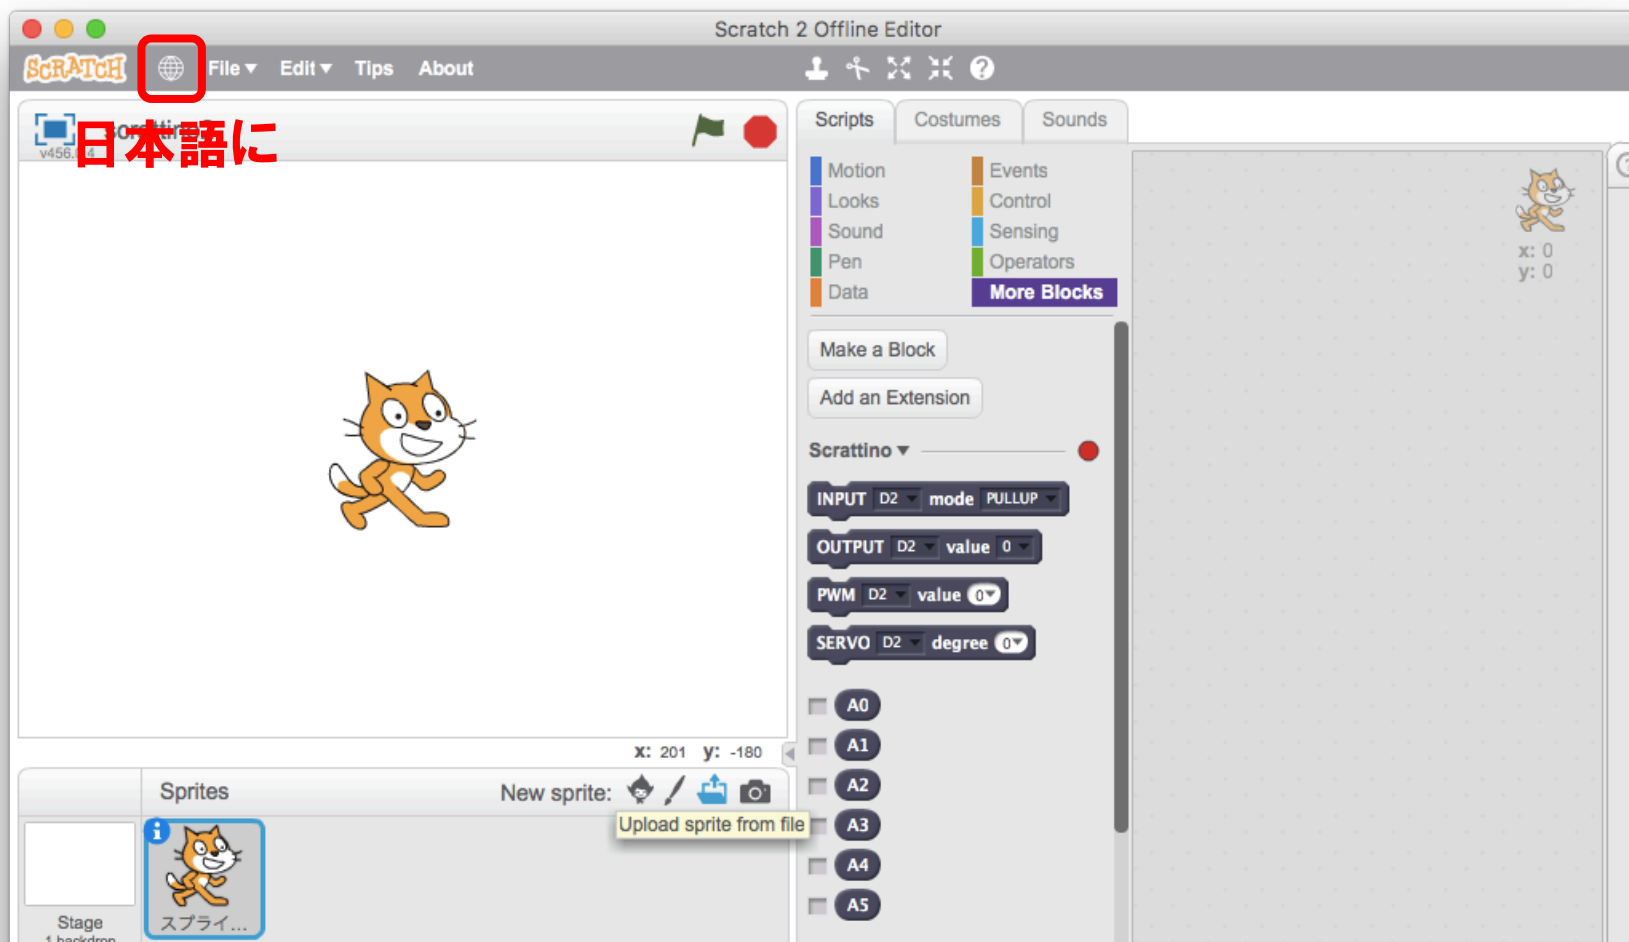 Scratch 2 Offline Editor
SCRATCH File Edit Tips About
日本語に
Scripts Costumes Sounds
Motion Events
Looks Control
Sound Sensing
Pen Operators
Data More Blocks
x: 0
y: 0
Make a Block
Add an Extension
Scrattino
INPUT D2 mode PULLUP
OUTPUT D2 value 0
PWM D2 value 0
SERVO D2 degree 0
A0
A1
A2
A3
A4
A5
x: 201 y: -180
Sprites New sprite:
Upload sprite from file
スプライ...
Stage
1 backdrop